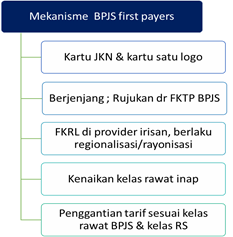 Mekanisme BPJS first payers
Kartu JKN & kartu satu logo
Berjenjang ; Rujukan dr FKTP BPJS
FKRL di provider irisan, berlaku
regionalisasi/rayonisasi
Kenaikan kelas rawat inap
Penggantian tarif sesuai kelas
rawat BPJS & kelas RS